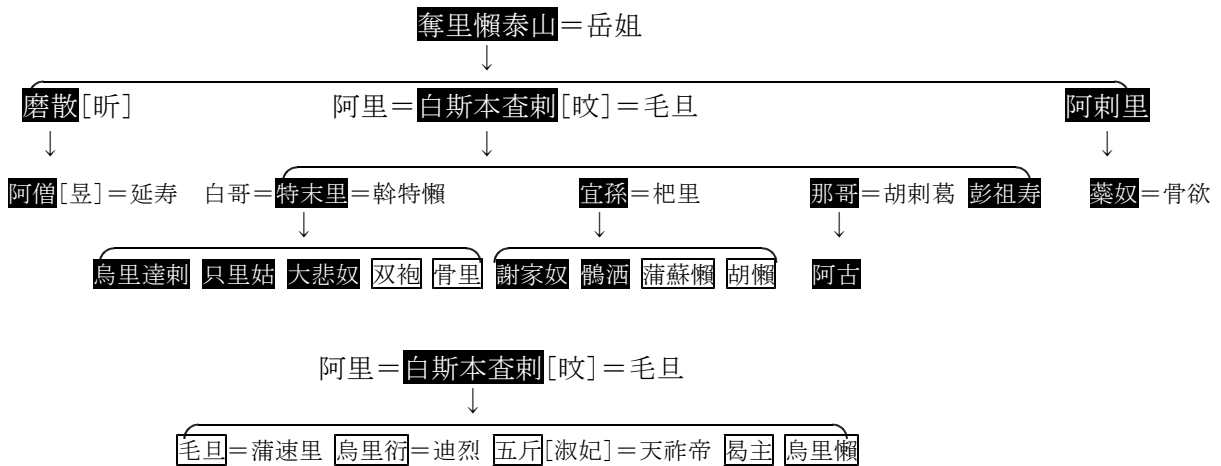 奪里懶泰山＝岳姐
↓
磨散[昕] 阿里＝白斯本査剌[旼]＝毛旦 阿剌里
↓ ↓ ↓
阿僧[昱]＝延寿 白哥＝特末里＝斡特懶 宜孫＝杷里 那哥＝胡剌葛 彭祖寿 薬奴＝骨欲
↓ ↓ ↓
烏里達剌 只里姑 大悲奴 双袍 骨里 謝家奴 鶻洒 蒲蘇懶 胡懶 阿古
阿里＝白斯本査剌[旼]＝毛旦
↓
毛旦＝蒲速里 烏里衍＝迪烈 五斤[淑妃]＝天祚帝 曷主 烏里懶